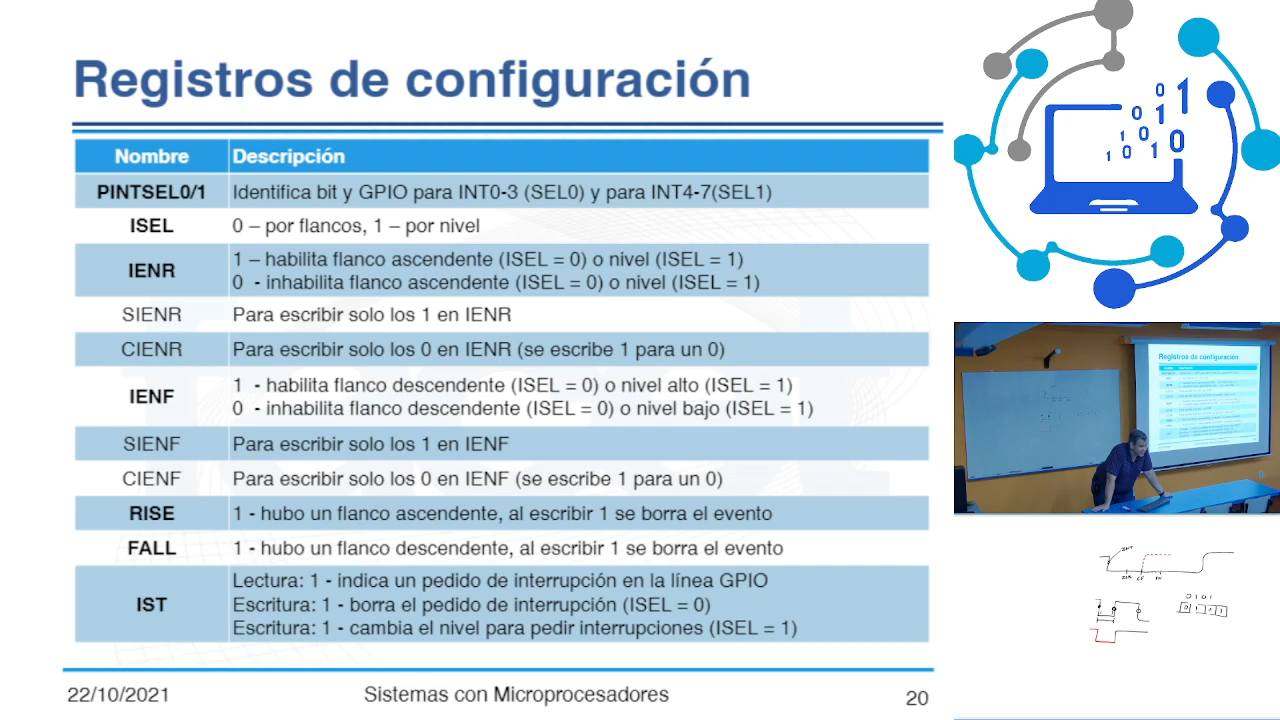 Registros de configuración
Nombre Descripción
PINTSEL0/1 Identifica bit y GPIO para INT0-3 (SEL0) y para INT4-7(SEL1)
ISEL 0 – por flancos, 1 – por nivel
IENR 1 – habilita flanco ascendente (ISEL = 0) o nivel (ISEL = 1)
0 - inhabilita flanco ascendente (ISEL = 0) o nivel (ISEL = 1)
SIENR Para escribir solo los 1 en IENR
CIENR Para escribir solo los 0 en IENR (se escribe 1 para un 0)
IENF 1 - habilita flanco descendente (ISEL = 0) o nivel alto (ISEL = 1)
0 - inhabilita flanco descendente (ISEL = 0) o nivel bajo (ISEL = 1)
SIENF Para escribir solo los 1 en IENF
CIENF Para escribir solo los 0 en IENF (se escribe 1 para un 0)
RISE 1 - hubo un flanco ascendente, al escribir 1 se borra el evento
FALL 1 - hubo un flanco descendente, al escribir 1 se borra el evento
IST Lectura: 1 - indica un pedido de interrupción en la línea GPIO
Escritura: 1 - borra el pedido de interrupción (ISEL = 0)
Escritura: 1 - cambia el nivel para pedir interrupciones (ISEL = 1)
22/10/2021 Sistemas con Microprocesadores 20
0 1
0 1 1
1 0 0
1 0 1 0
Registros de configuración
INT
0101